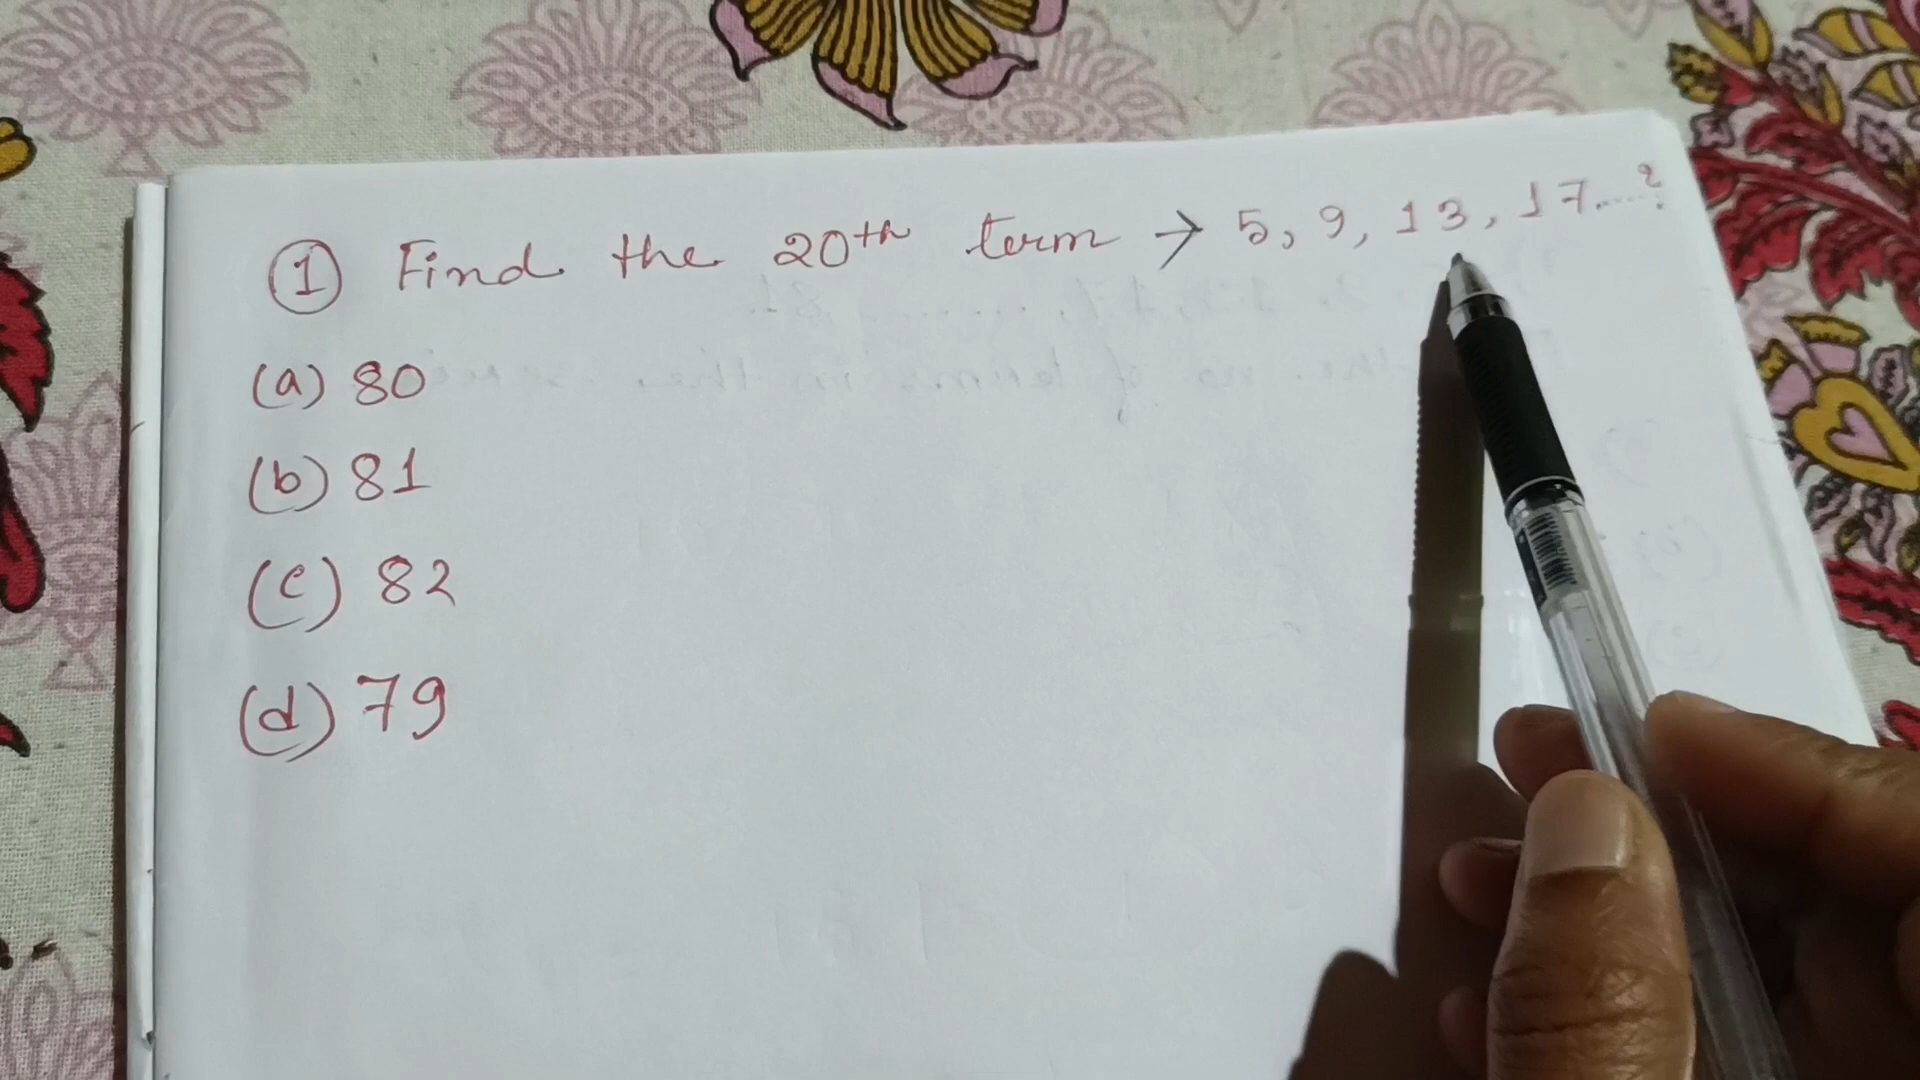 ① Find the 20th term → 5, 9, 13, 17.....?
(a) 80
(b) 81
(c) 82
(d) 79